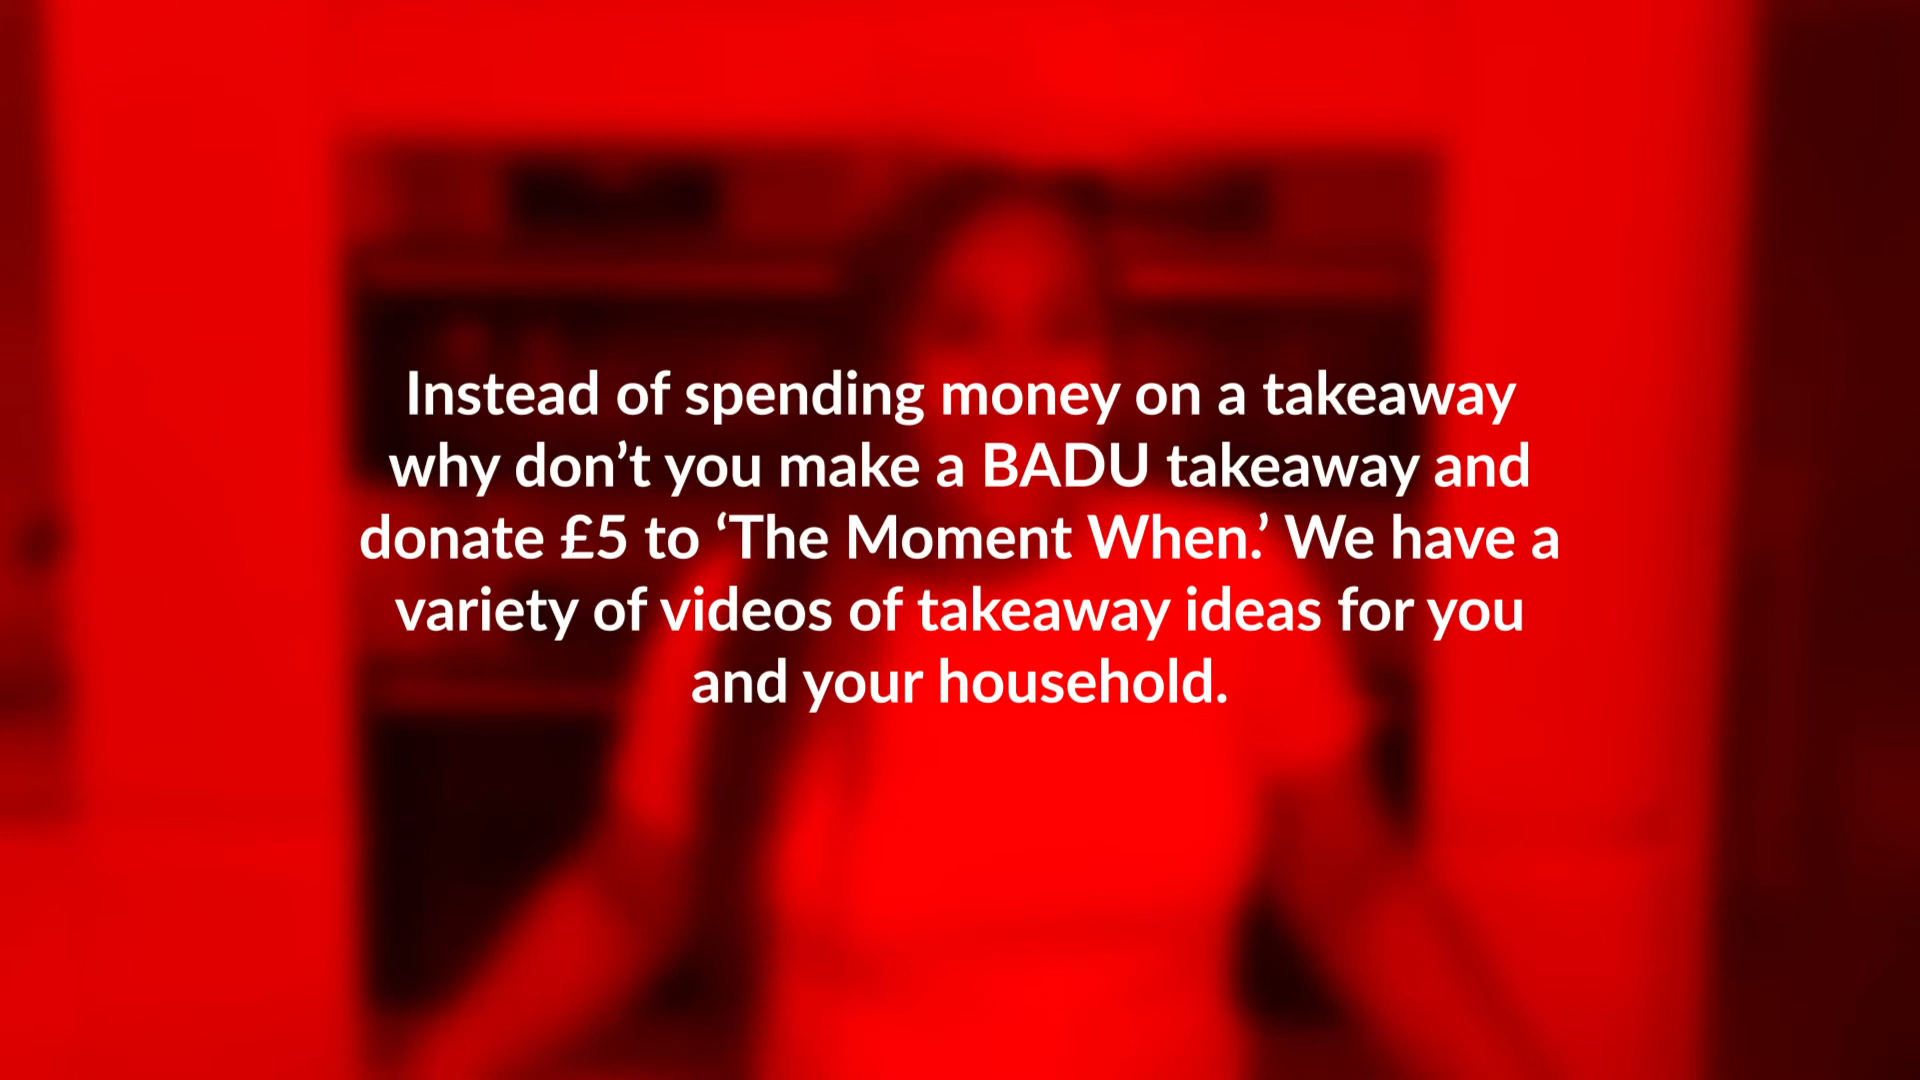 Instead of spending money on a takeaway
why don’t you make a BADU takeaway and
donate £5 to ‘The Moment When.’ We have a
variety of videos of takeaway ideas for you
and your household.